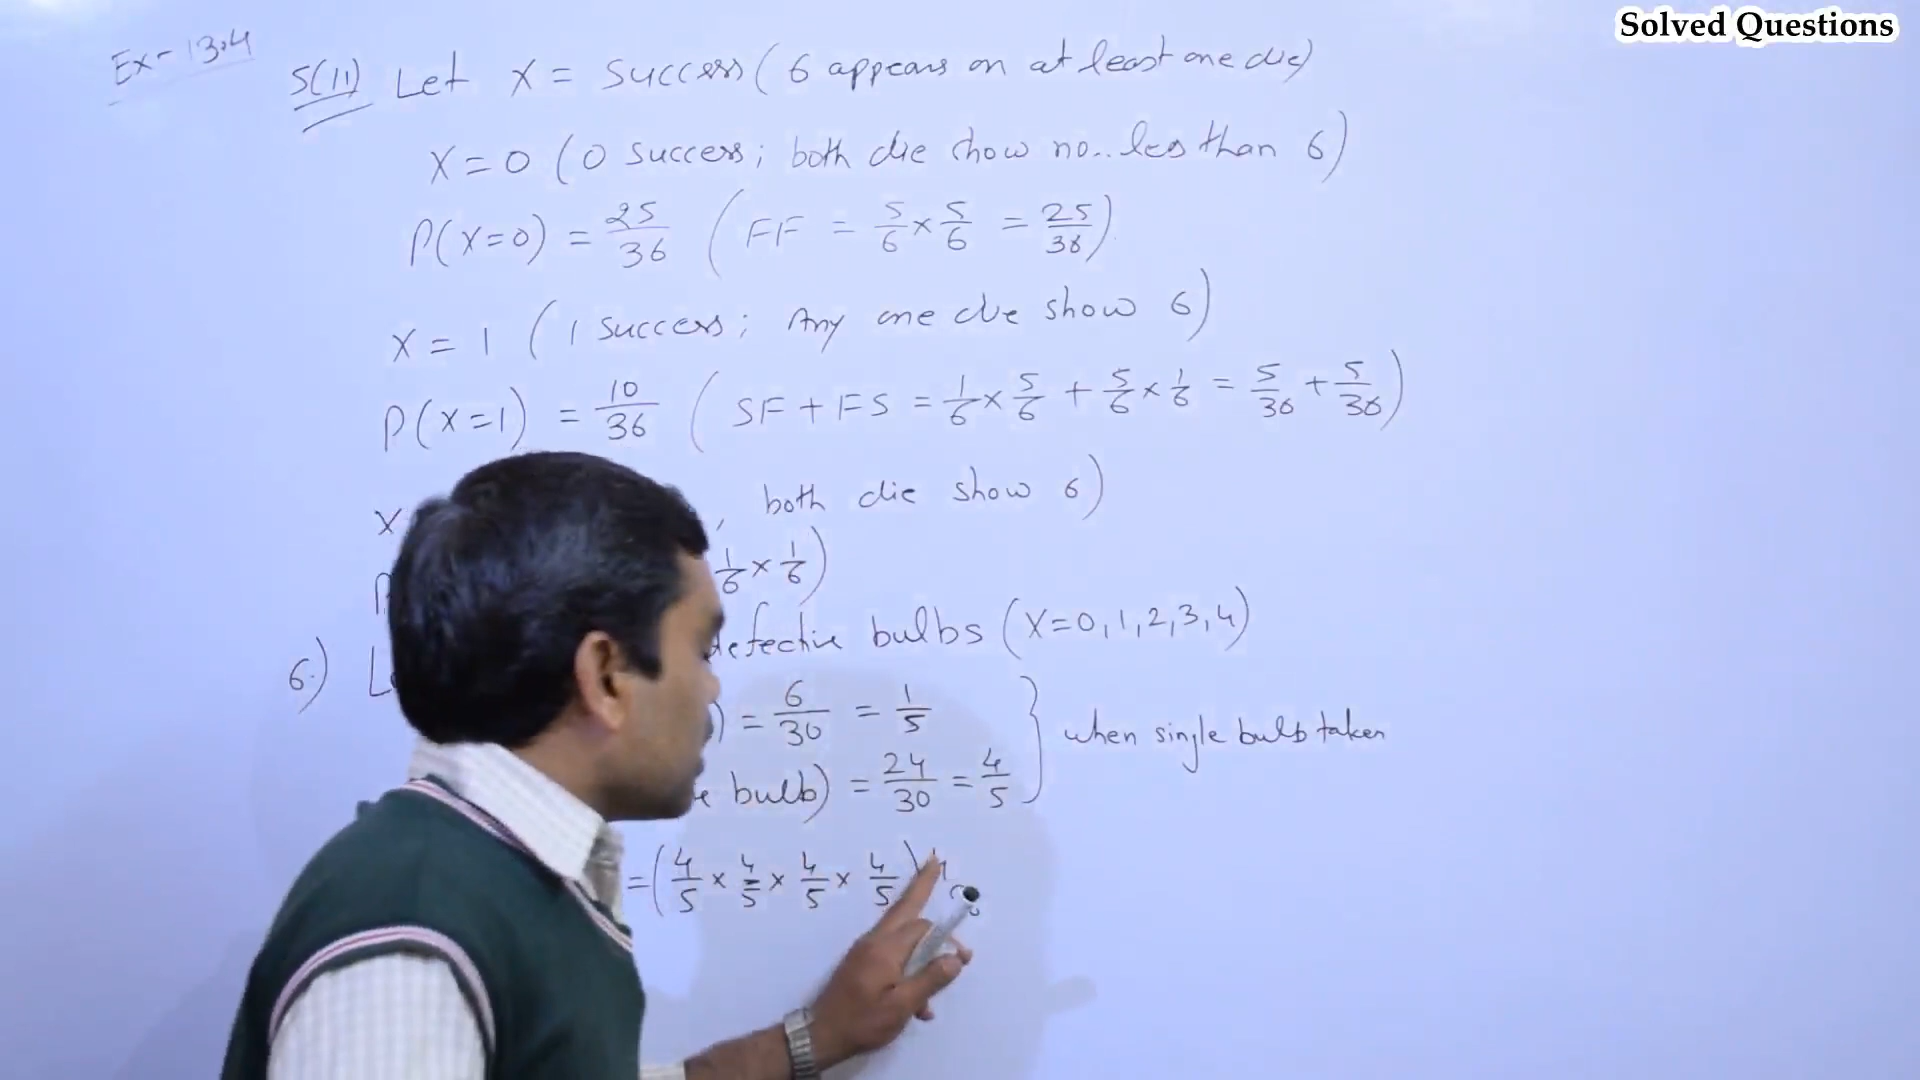 Solved Questions
Ex-13.4
5(ii) Let X = success (6 appears on at least one die)
X=0 (0 success; both die show no.. less than 6)
P(X=0) = 25/36 (FF = 5/6 × 5/6 = 25/36)
X = 1 (1 success; Any one die show 6)
P(X=1) = 10/36 (SF + FS = 1/6 × 5/6 + 5/6 × 1/6 = 5/36 + 5/36)
X , both die show 6)
P 1/6 × 1/6)
6.) defective bulbs (X=0,1,2,3,4)
) = 6/30 = 1/5
bulb) = 24/30 = 4/5 } when single bulb taken
= (4/5 × 4/5 × 4/5 × 4/5)